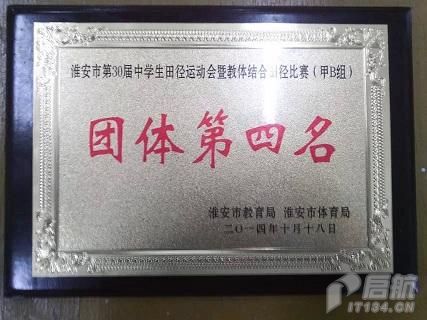 淮安市第30届中学生田径运动会暨教体结合田径比赛（甲B组）
团体第四名
淮安市教育局 淮安市体育局
二〇一四年十月十八日
启航
IT134.CN